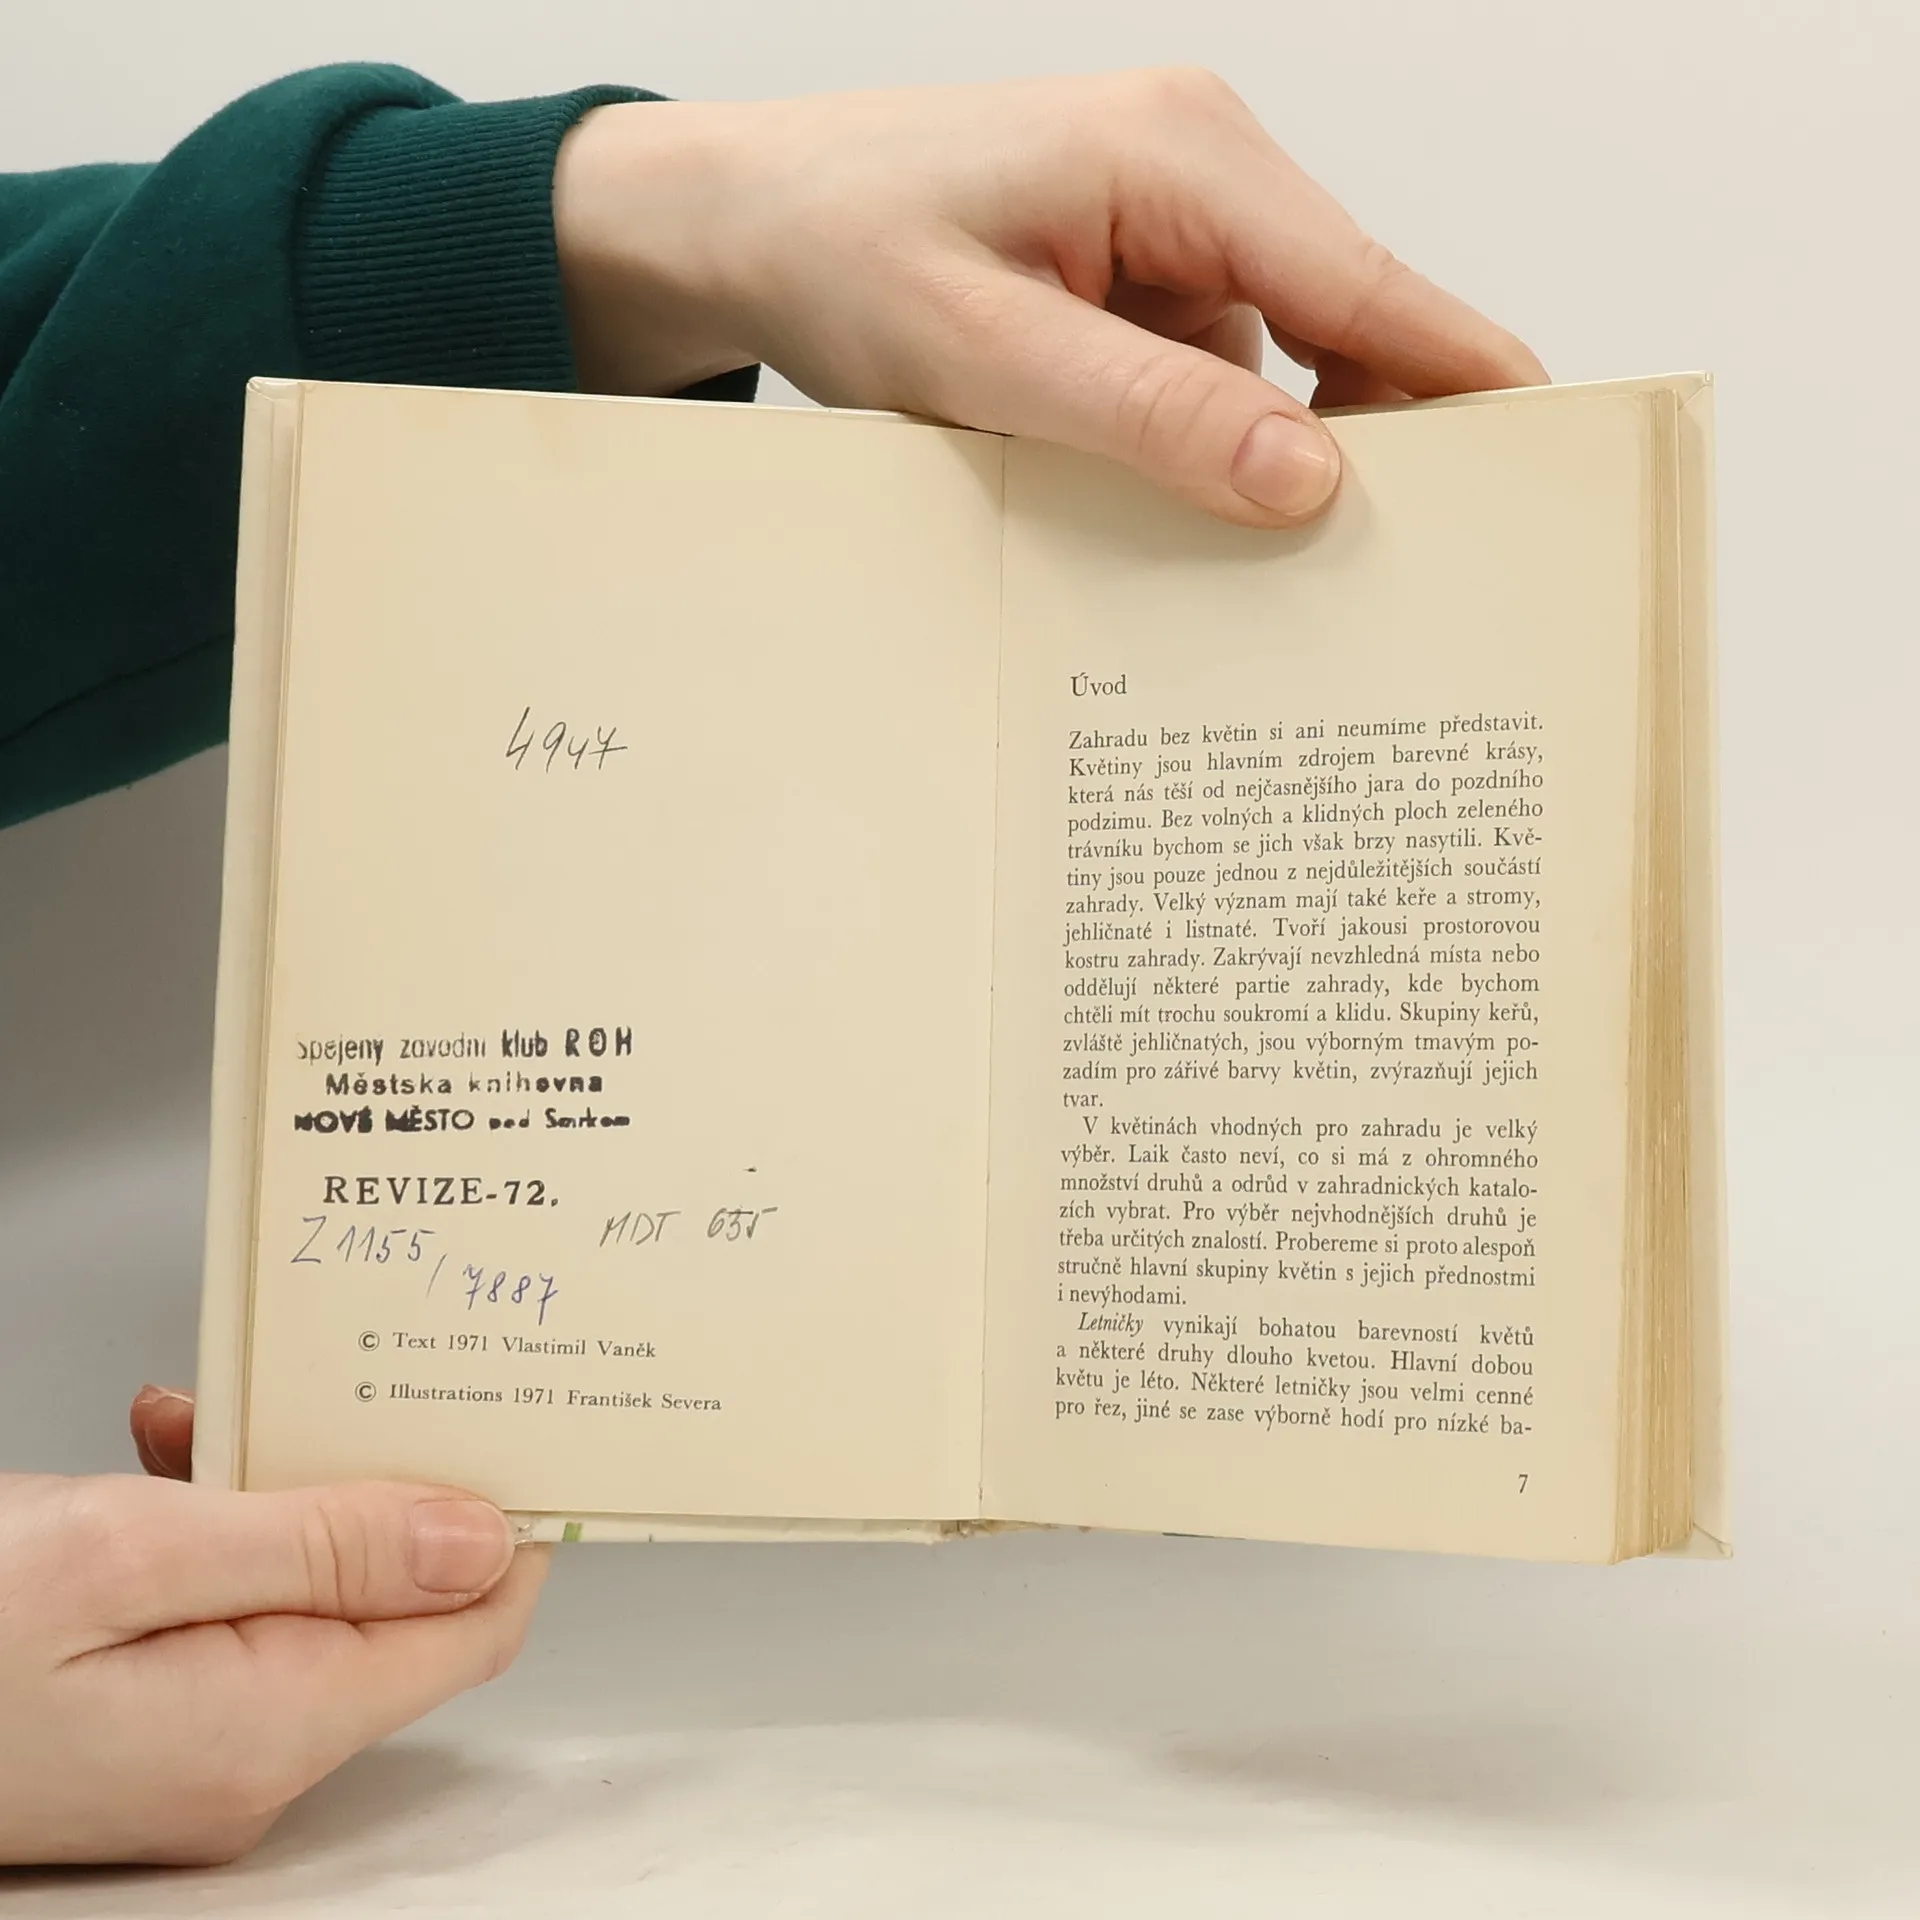 4947
Spojený závodní klub ROH
Městska knihovna
NOVÉ MĚSTO pod Smrkem
REVIZE-72.
MDT 635
Z 1155/7887
© Text 1971 Vlastimil Vaněk
© Illustrations 1971 František Severa
Úvod
Zahradu bez květin si ani neumíme představit.
Květiny jsou hlavním zdrojem barevné krásy,
která nás těší od nejčasnějšího jara do pozdního
podzimu. Bez volných a klidných ploch zeleného
trávníku bychom se jich však brzy nasytili. Kvě-
tiny jsou pouze jednou z nejdůležitějších součástí
zahrady. Velký význam mají také keře a stromy,
jehličnaté i listnaté. Tvoří jakousi prostorovou
kostru zahrady. Zakrývají nevzhledná místa nebo
oddělují některé partie zahrady, kde bychom
chtěli mít trochu soukromí a klidu. Skupiny keřů,
zvláště jehličnatých, jsou výborným tmavým po-
zadím pro zářivé barvy květin, zvýrazňují jejich
tvar.
V květinách vhodných pro zahradu je velký
výběr. Laik často neví, co si má z ohromného
množství druhů a odrůd v zahradnických katalo-
zích vybrat. Pro výběr nejvhodnějších druhů je
třeba určitých znalostí. Probereme si proto alespoň
stručně hlavní skupiny květin s jejich přednostmi
i nevýhodami.
Letničky vynikají bohatou barevností květů
a některé druhy dlouho kvetou. Hlavní dobou
květu je léto. Některé letničky jsou velmi cenné
pro řez, jiné se zase výborně hodí pro nízké ba-
7